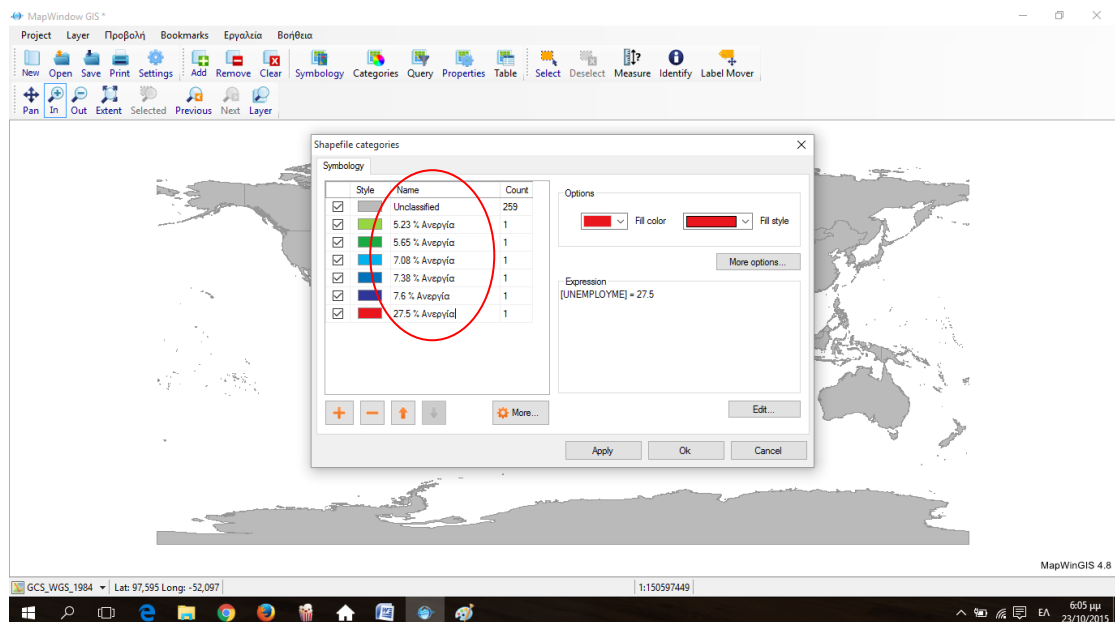 MapWindow GIS *
Project Layer Προβολή Bookmarks Εργαλεία Βοήθεια
New Open Save Print Settings Add Remove Clear Symbology Categories Query Properties Table Select Deselect Measure Identify Label Mover
Pan In Out Extent Selected Previous Next Layer
Shapefile categories
Symbology
Style Name Count
Unclassified 259
5.23 % Ανεργία 1
5.65 % Ανεργία 1
7.08 % Ανεργία 1
7.38 % Ανεργία 1
7.6 % Ανεργία 1
27.5 % Ανεργία 1
More...
Options
Fill color Fill style
More options...
Expression
[UNEMPLOYME] = 27.5
Edit...
Apply Ok Cancel
MapWinGIS 4.8
GCS_WGS_1984 Lat: 97,595 Long: -52,097 1:150597449
ΕΛ 6:05 μμ
23/10/2015